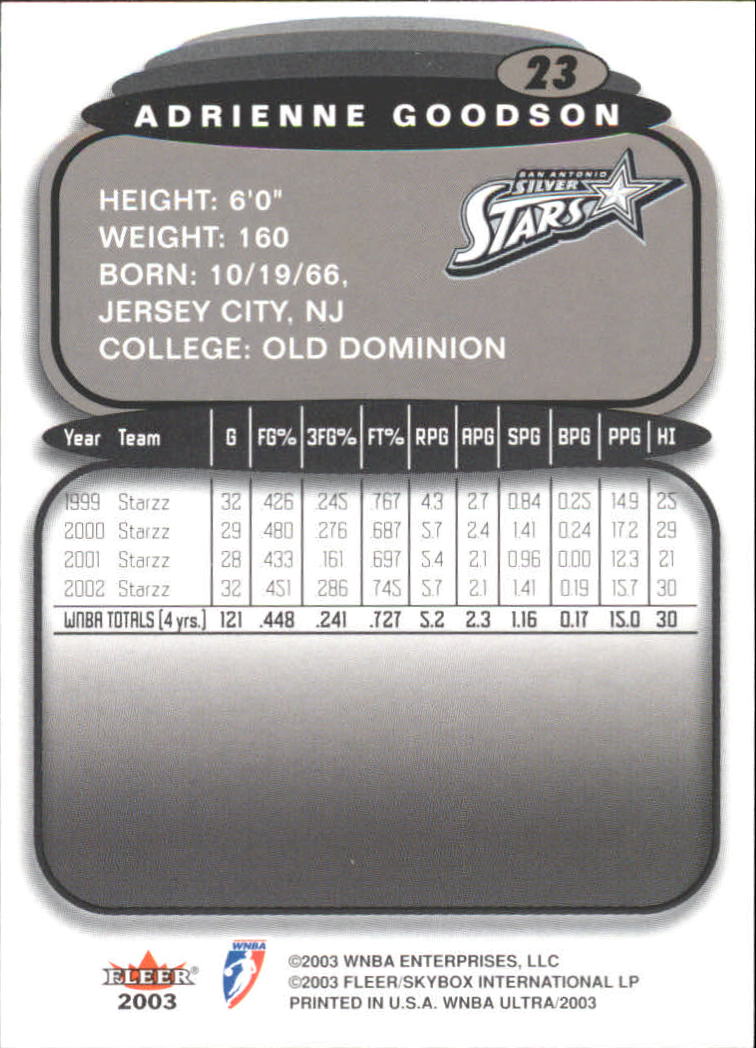 23
ADRIENNE GOODSON
SAN ANTONIO
SILVER
STARS
HEIGHT: 6'0"
WEIGHT: 160
BORN: 10/19/66,
JERSEY CITY, NJ
COLLEGE: OLD DOMINION
Year Team G FG% 3FG% FT% RPG APG SPG BPG PPG HI
1999 Starzz 32 .426 .245 .767 4.3 2.7 0.84 0.25 14.9 25
2000 Starzz 29 .480 .276 .687 5.7 2.4 1.41 0.24 17.2 29
2001 Starzz 28 .433 .161 .697 5.4 2.1 0.96 0.00 12.3 21
2002 Starzz 32 .451 .286 .745 5.7 2.1 1.41 0.19 15.7 30
WNBA TOTALS (4 yrs.) 121 .448 .241 .727 5.2 2.3 1.16 0.17 15.0 30
FLEER®
2003
WNBA
©2003 WNBA ENTERPRISES, LLC
©2003 FLEER/SKYBOX INTERNATIONAL LP
PRINTED IN U.S.A. WNBA ULTRA/2003